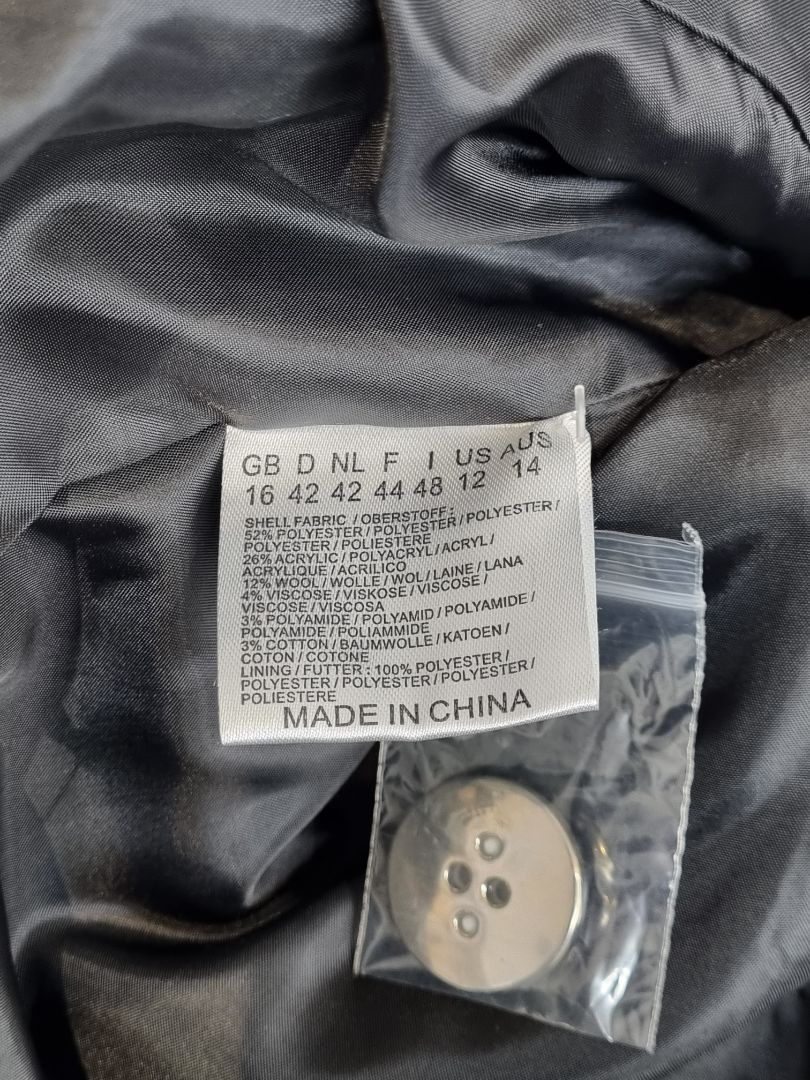 GB D NL F I US AUS
16 42 42 44 48 12 14
SHELL FABRIC / OBERSTOFF :
52% POLYESTER / POLYESTER / POLYESTER /
POLYESTER / POLIESTERE
26% ACRYLIC / POLYACRYL / ACRYL /
ACRYLIQUE / ACRILICO
12% WOOL / WOLLE / WOL / LAINE / LANA
4% VISCOSE / VISKOSE / VISCOSE /
VISCOSE / VISCOSA
3% POLYAMIDE / POLYAMID / POLYAMIDE /
POLYAMIDE / POLIAMMIDE
3% COTTON / BAUMWOLLE / KATOEN /
COTON / COTONE
LINING / FUTTER : 100% POLYESTER /
POLYESTER / POLYESTER / POLYESTER /
POLIESTERE
MADE IN CHINA